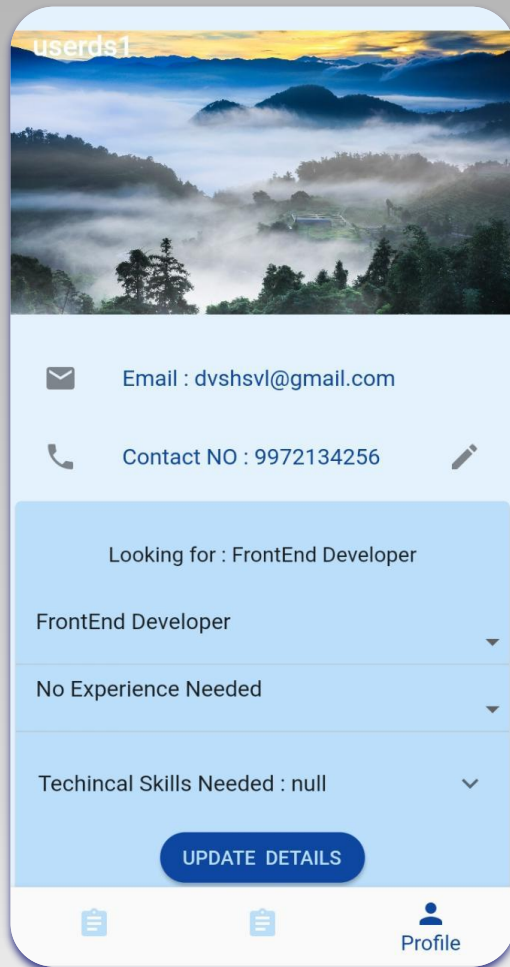 userds1
Email : dvshsvl@gmail.com
Contact NO : 9972134256
Looking for : FrontEnd Developer
FrontEnd Developer
No Experience Needed
Techincal Skills Needed : null
UPDATE DETAILS
Profile